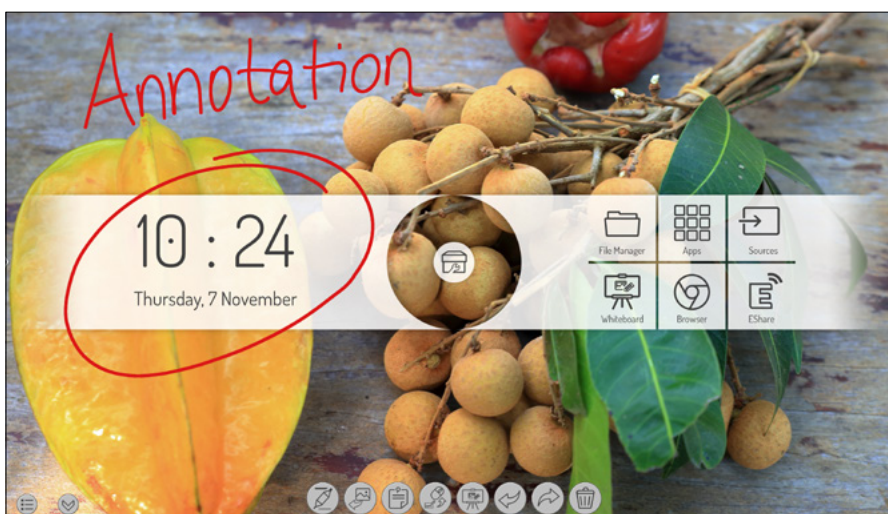 Annotation
10 : 24
Thursday, 7 November
File Manager
Apps
Sources
Whiteboard
Browser
EShare